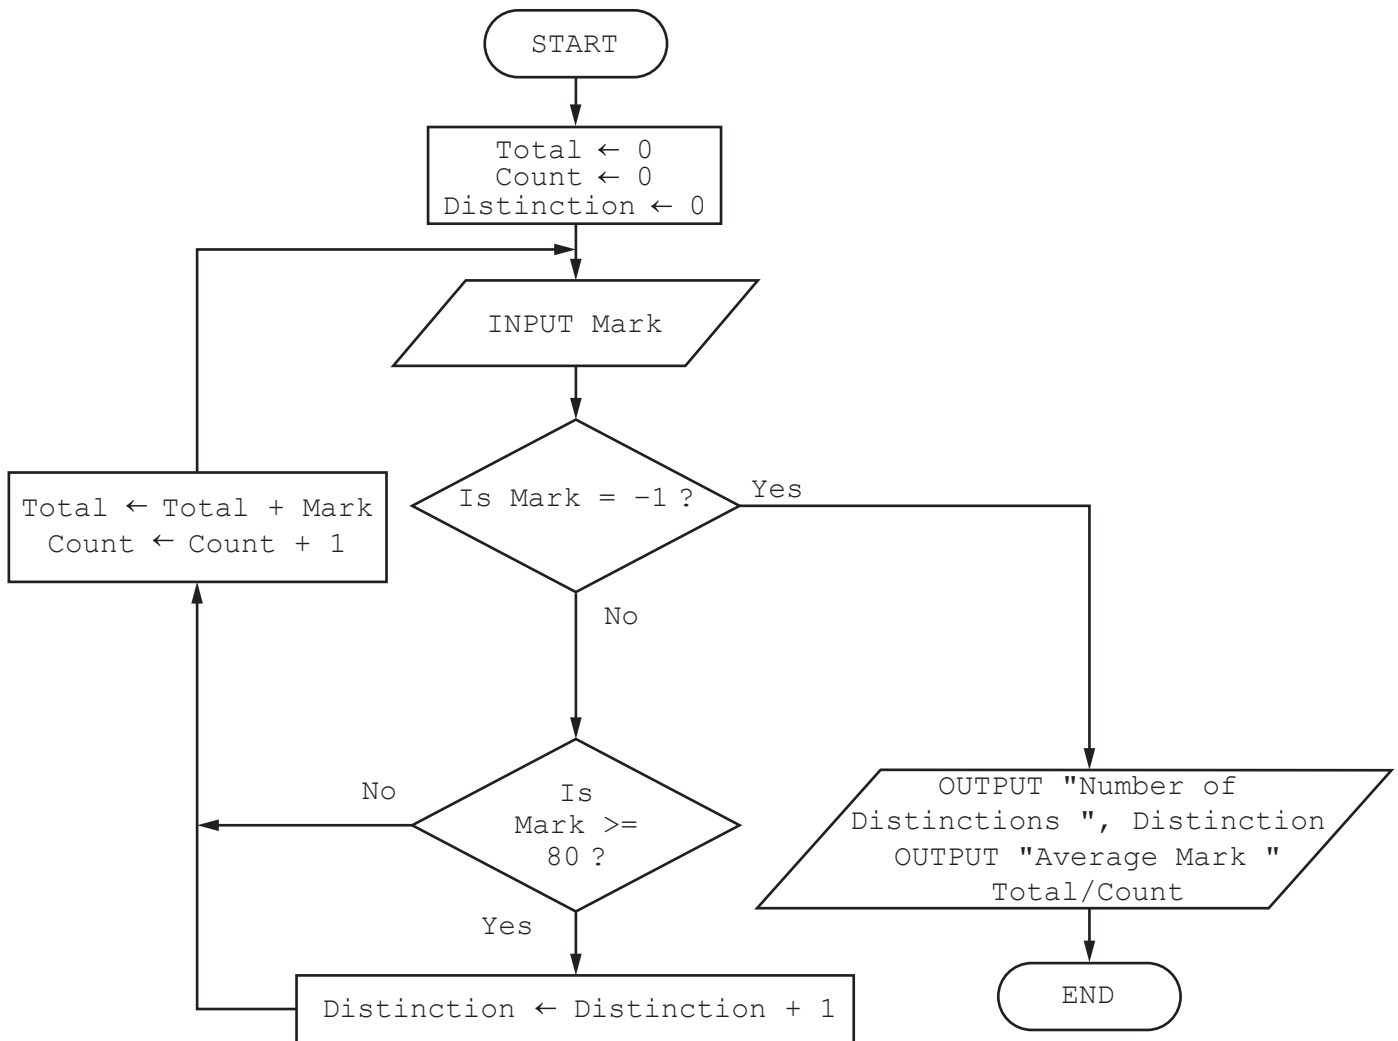 START
Total ← 0
Count ← 0
Distinction ← 0
INPUT Mark
Is Mark = –1 ?
Yes
Total ← Total + Mark
Count ← Count + 1
No
No
Is
Mark >=
80 ?
Yes
Distinction ← Distinction + 1
OUTPUT "Number of
Distinctions ", Distinction
OUTPUT "Average Mark "
Total/Count
END